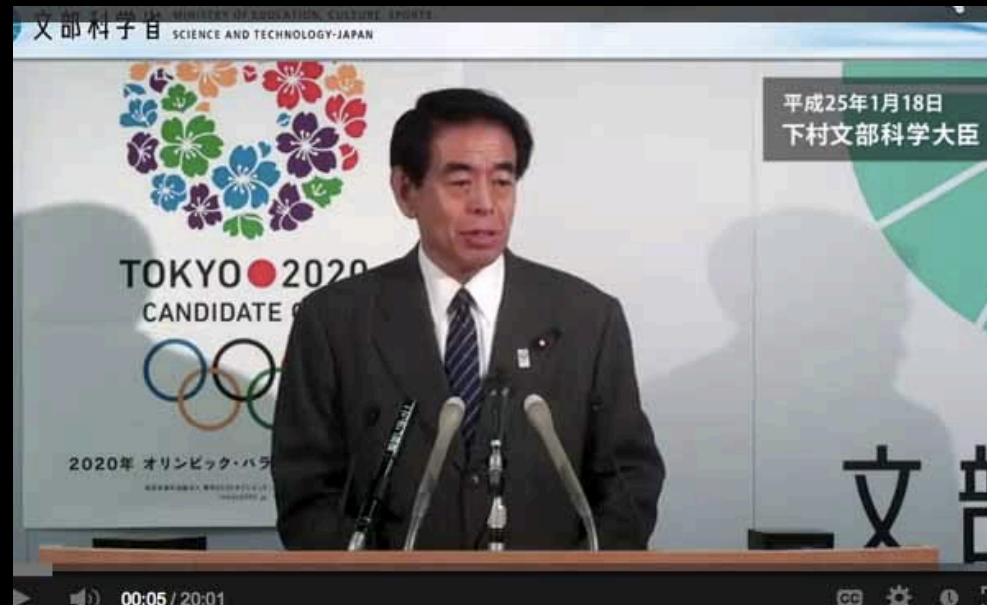 文部科学省 MINISTRY OF EDUCATION, CULTURE, SPORTS,
SCIENCE AND TECHNOLOGY-JAPAN
平成25年1月18日
下村文部科学大臣
TOKYO 2020
CANDIDATE
2020年 オリンピック・パラ
文部
00:05 / 20:01
CC